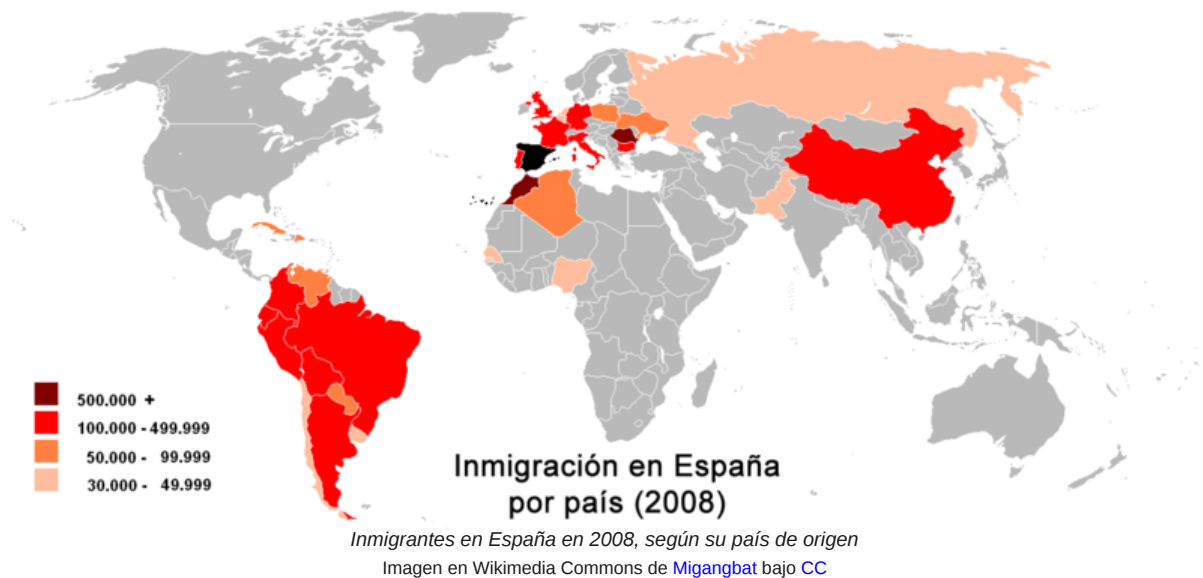 500.000 +
100.000 - 499.999
50.000 - 99.999
30.000 - 49.999
Inmigración en España
por país (2008)
Inmigrantes en España en 2008, según su país de origen
Imagen en Wikimedia Commons de Migangbat bajo CC